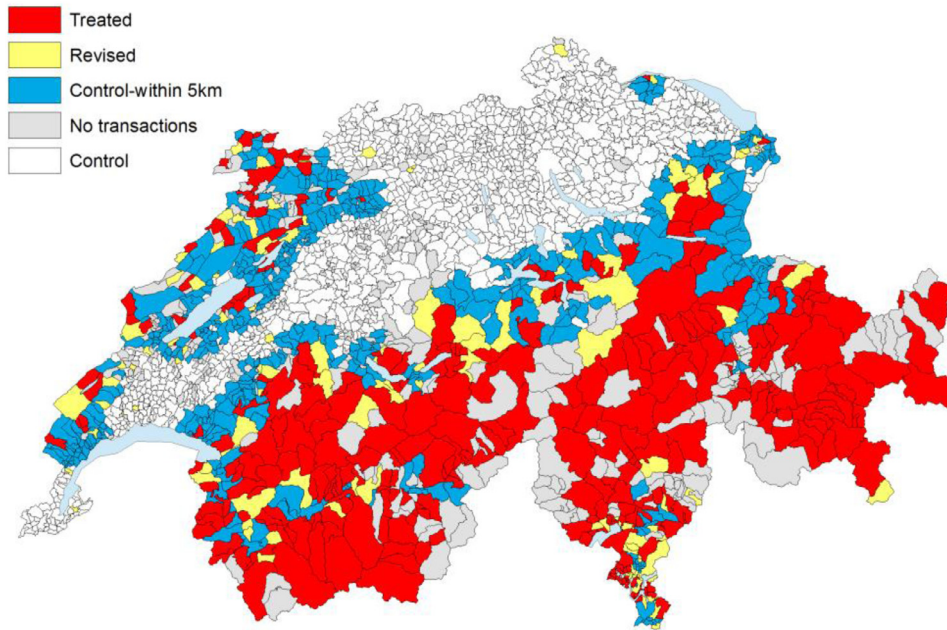 Treated
Revised
Control-within 5km
No transactions
Control